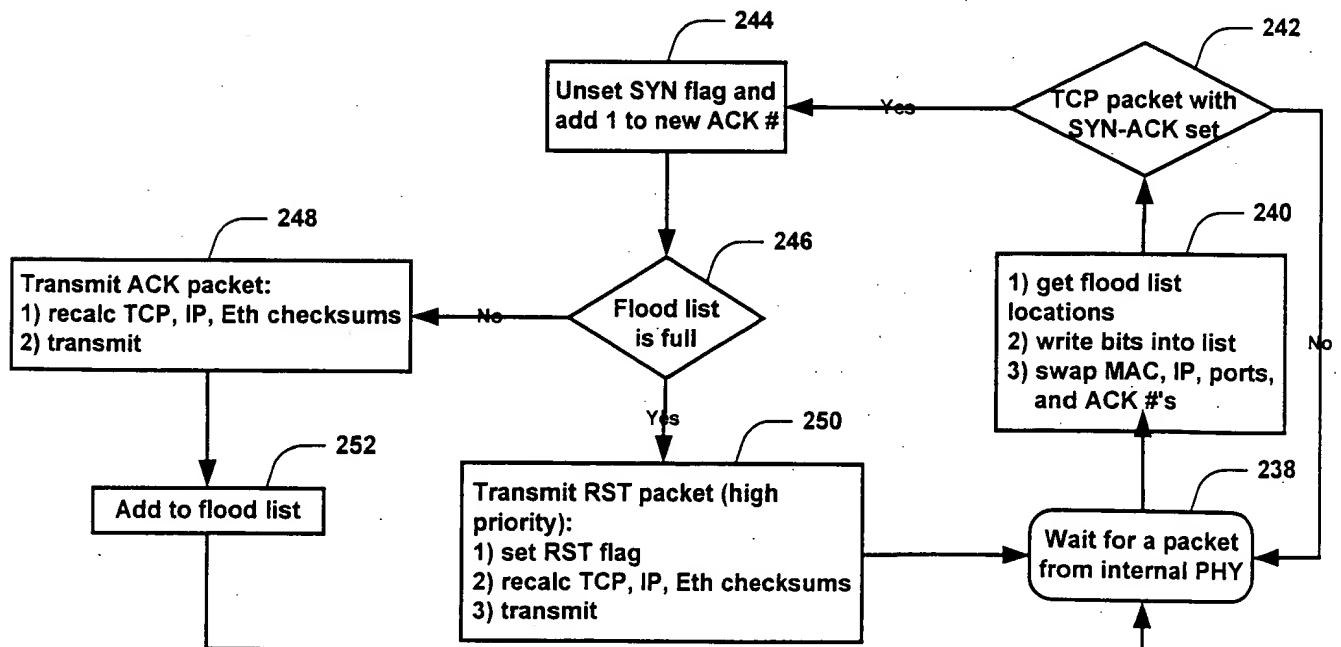 244
Unset SYN flag and
add 1 to new ACK #
242
TCP packet with
SYN-ACK set
Yes
248
Transmit ACK packet:
1) recalc TCP, IP, Eth checksums
2) transmit
246
Flood list
is full
No
Yes
240
1) get flood list
locations
2) write bits into list
3) swap MAC, IP, ports,
and ACK #'s
No
252
Add to flood list
250
Transmit RST packet (high
priority):
1) set RST flag
2) recalc TCP, IP, Eth checksums
3) transmit
238
Wait for a packet
from internal PHY